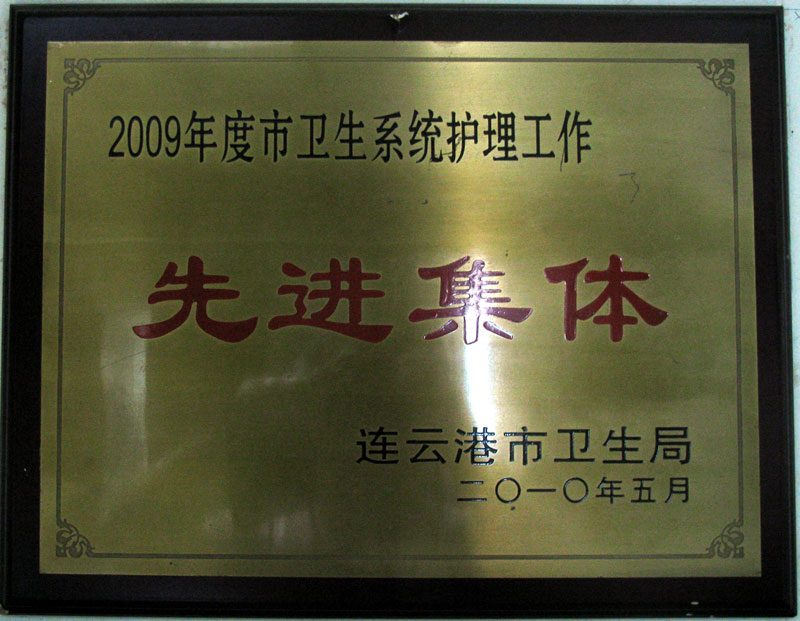 2009年度市卫生系统护理工作
先进集体
连云港市卫生局
二〇一〇年五月